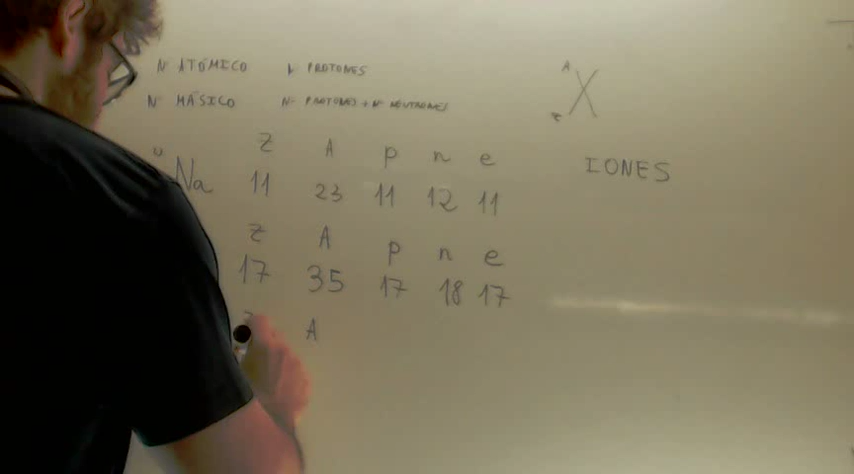 Nº ATÓMICO Nº PROTONES
Nº MÁSICO Nº PROTONES + Nº NEUTRONES
A
X
Z
IONES
Z A p n e
Na 11 23 11 12 11
Z A p n e
17 35 17 18 17
A